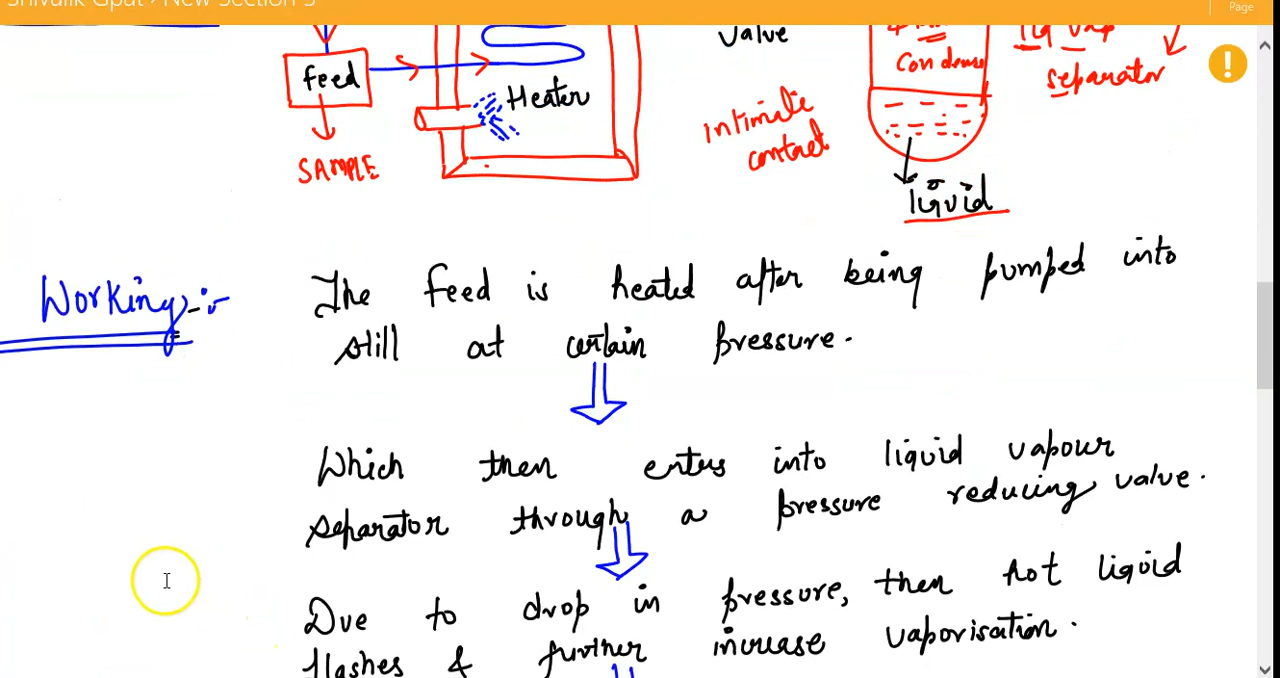 Shivalik Gpat › New Section 3
Page
Value
Condense
Liq Vap
separator
feed
Heater
intimate
contact
SAMPLE
liquid
Working :-
The feed is heated after being pumped into
still at certain pressure.
Which then enters into liquid vapour
separator through a pressure reducing value.
Due to drop in pressure, then hot liquid
flashes & further increase vaporisation.